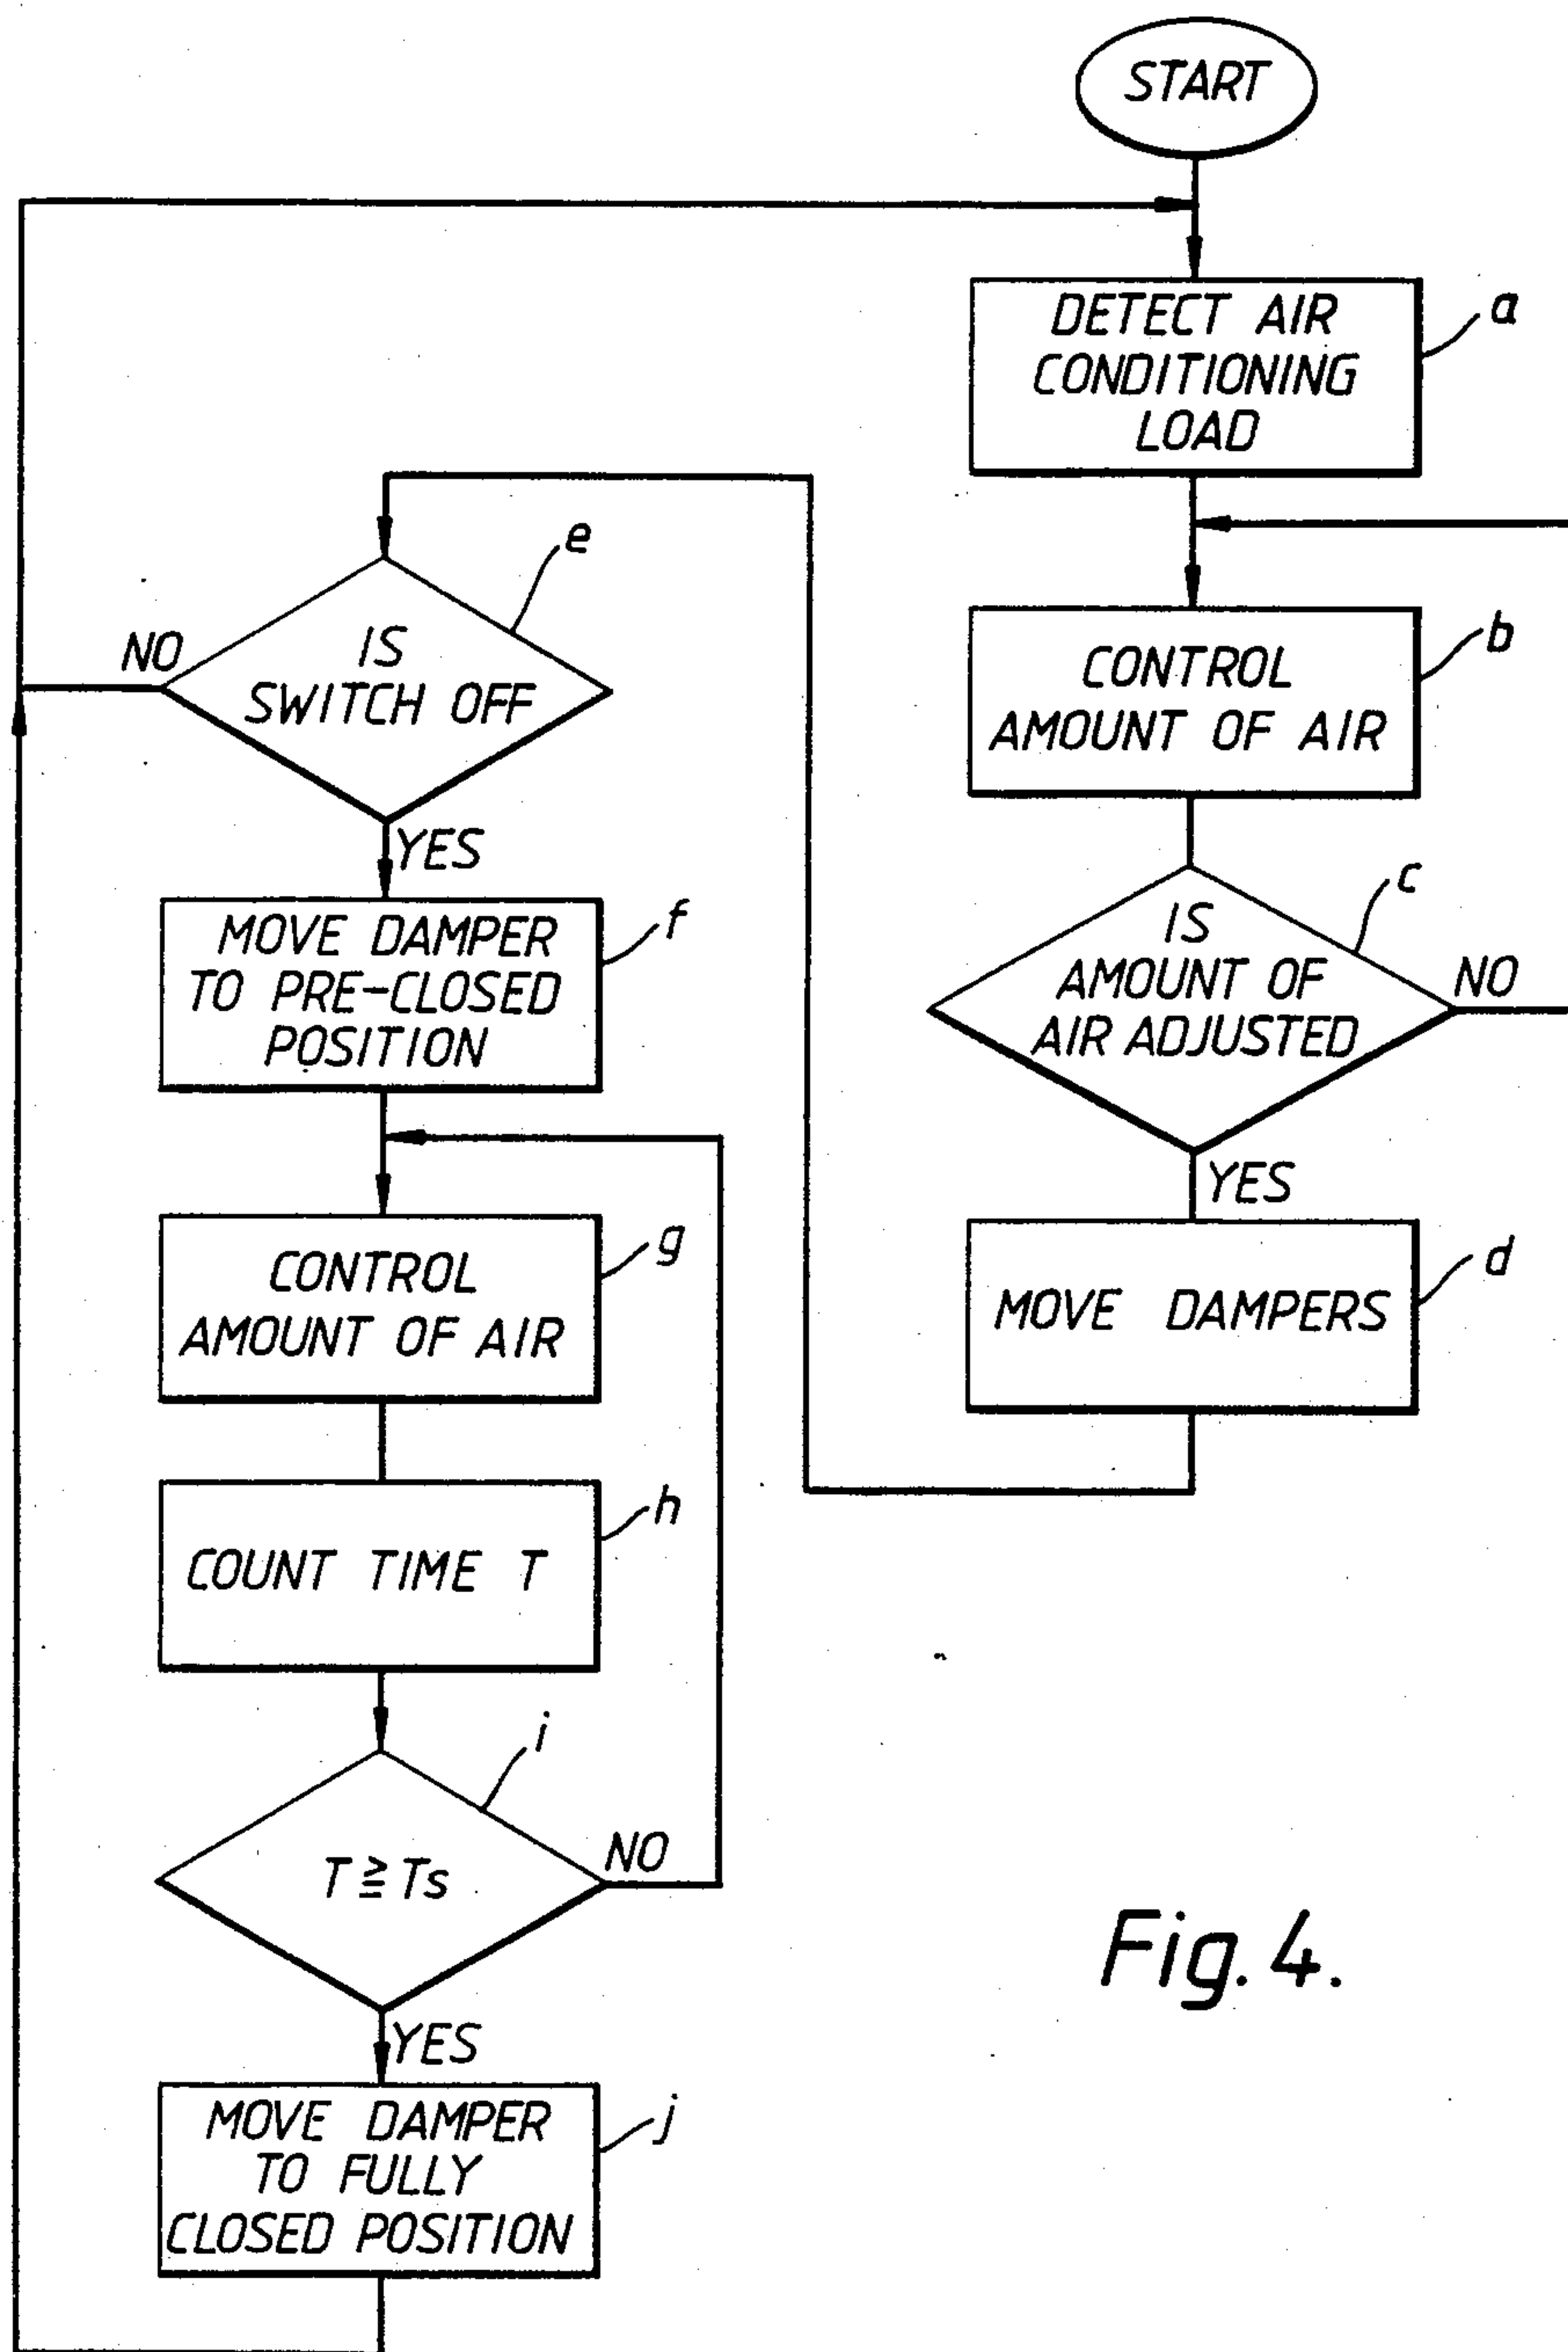 START
DETECT AIR
CONDITIONING
LOAD
a
CONTROL
AMOUNT OF AIR
b
IS
AMOUNT OF
AIR ADJUSTED
c
NO
YES
MOVE DAMPERS
d
IS
SWITCH OFF
e
NO
YES
MOVE DAMPER
TO PRE-CLOSED
POSITION
f
CONTROL
AMOUNT OF AIR
g
COUNT TIME T
h
T ≧ Ts
i
NO
YES
MOVE DAMPER
TO FULLY
CLOSED POSITION
j
Fig. 4.